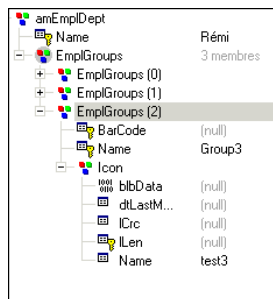 amEmplDept
Name Rémi
EmplGroups 3 membres
EmplGroups (0)
EmplGroups (1)
EmplGroups (2)
BarCode (null)
Name Group3
Icon
blbData (null)
dtLastM... (null)
lCrc (null)
lLen (null)
Name test3